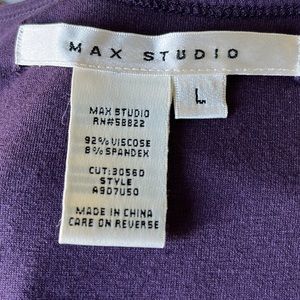 MAX STUDIO
L
MAX STUDIO
RN#58822
92% VISCOSE
8% SPANDEX
CUT:30560
STYLE
A9D7U50
MADE IN CHINA
CARE ON REVERSE